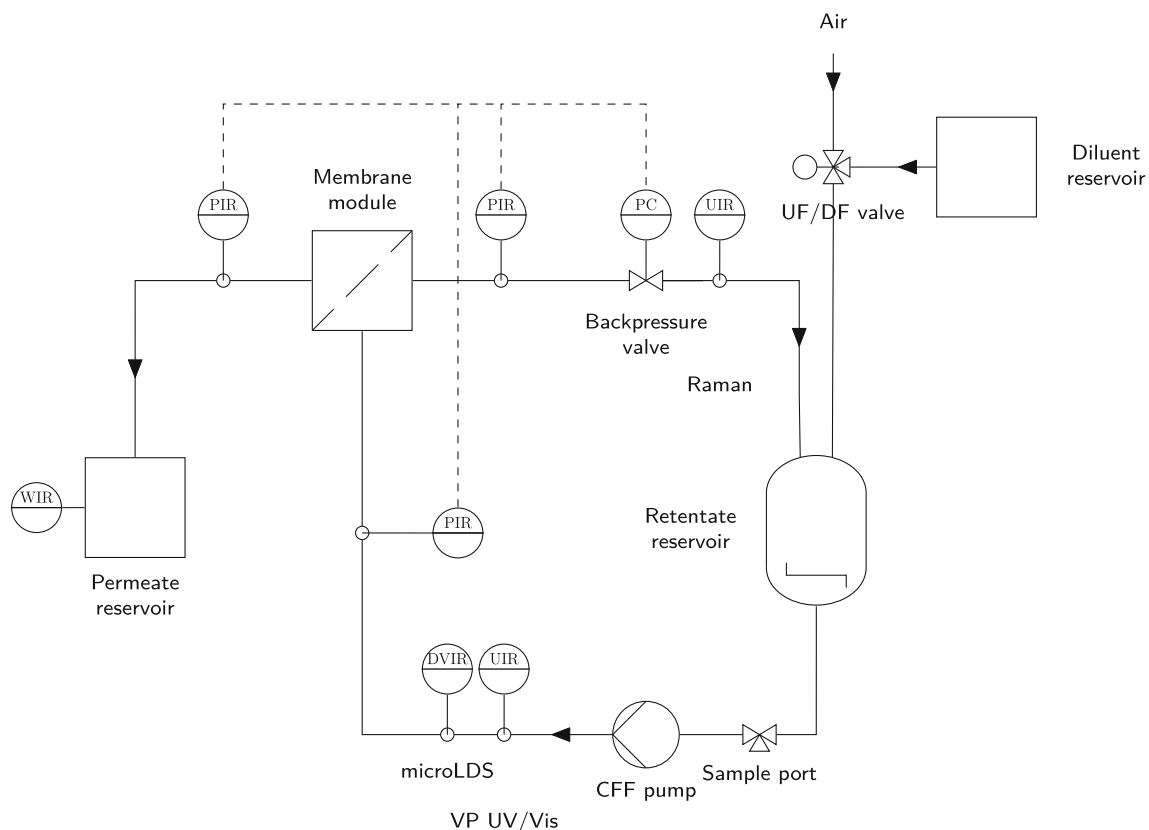 Air
Membrane
module
Diluent
reservoir
PIR
PIR
PC
UIR
UF/DF valve
Backpressure
valve
Raman
WIR
Retentate
reservoir
PIR
Permeate
reservoir
DVIR
UIR
microLDS
Sample port
CFF pump
VP UV/Vis